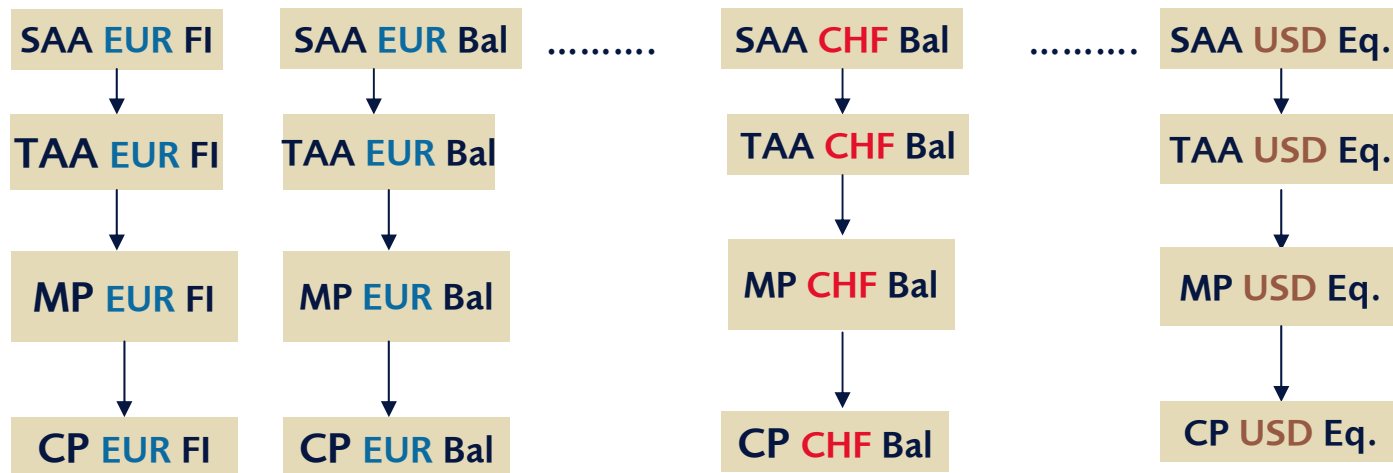 SAA EUR FI
SAA EUR Bal
..........
SAA CHF Bal
..........
SAA USD Eq.
TAA EUR FI
TAA EUR Bal
TAA CHF Bal
TAA USD Eq.
MP EUR FI
MP EUR Bal
MP CHF Bal
MP USD Eq.
CP EUR FI
CP EUR Bal
CP CHF Bal
CP USD Eq.